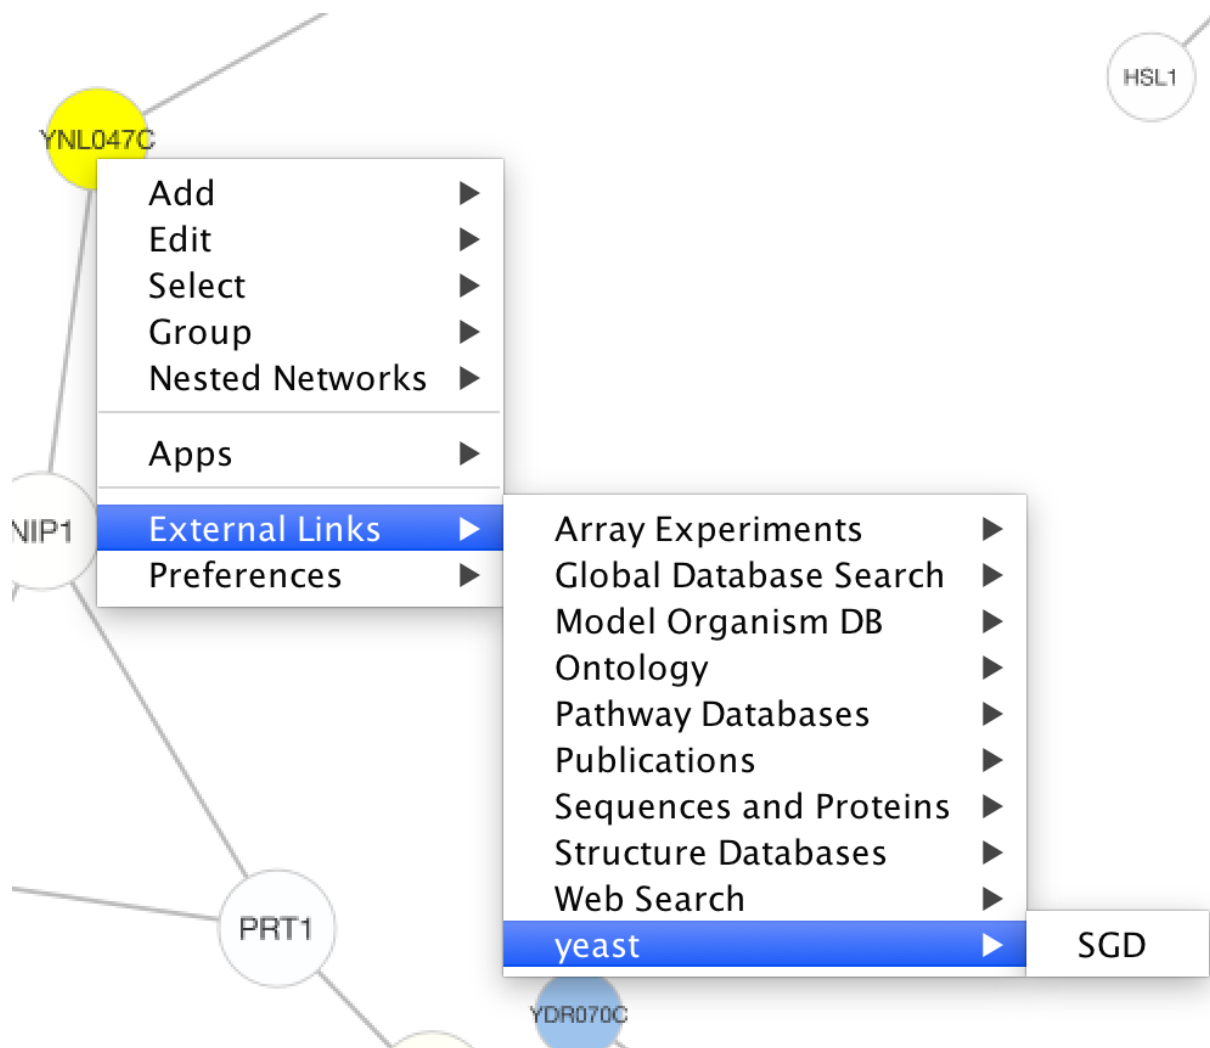 HSL1
YNL047C
Add
Edit
Select
Group
Nested Networks
Apps
NIP1
External Links
Preferences
Array Experiments
Global Database Search
Model Organism DB
Ontology
Pathway Databases
Publications
Sequences and Proteins
Structure Databases
Web Search
yeast
SGD
PRT1
YDR070C